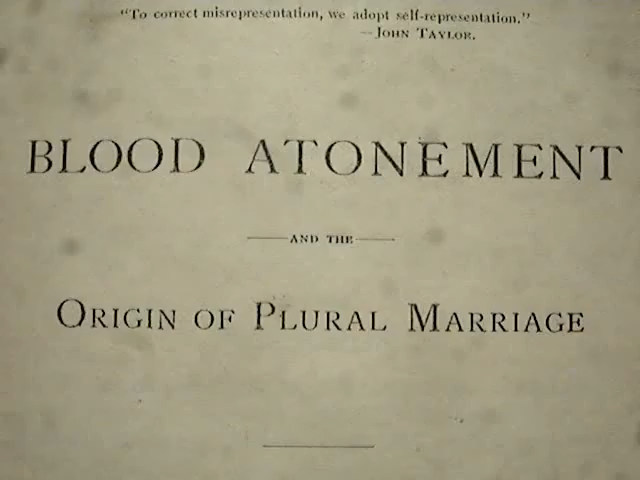 "To correct misrepresentation, we adopt self-representation."
—John Taylor.
BLOOD ATONEMENT
AND THE
ORIGIN OF PLURAL MARRIAGE